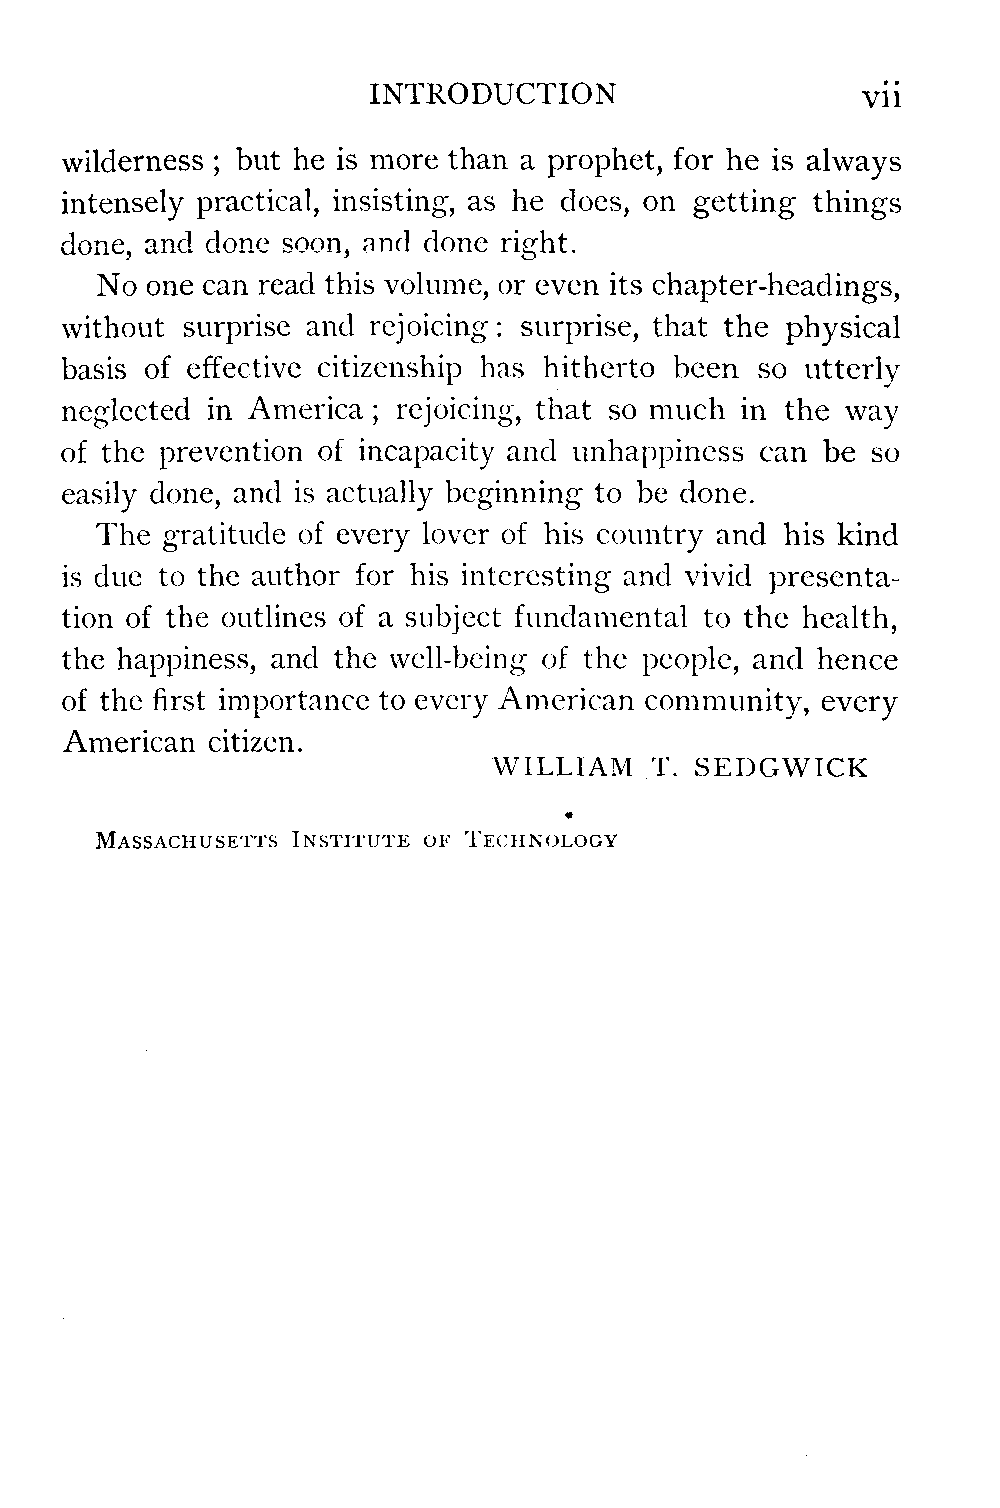 INTRODUCTION vii
wilderness ; but he is more than a prophet, for he is always
intensely practical, insisting, as he does, on getting things
done, and done soon, and done right.
No one can read this volume, or even its chapter-headings,
without surprise and rejoicing : surprise, that the physical
basis of effective citizenship has hitherto been so utterly
neglected in America ; rejoicing, that so much in the way
of the prevention of incapacity and unhappiness can be so
easily done, and is actually beginning to be done.
The gratitude of every lover of his country and his kind
is due to the author for his interesting and vivid presenta-
tion of the outlines of a subject fundamental to the health,
the happiness, and the well-being of the people, and hence
of the first importance to every American community, every
American citizen.
WILLIAM T. SEDGWICK
MASSACHUSETTS INSTITUTE OF TECHNOLOGY